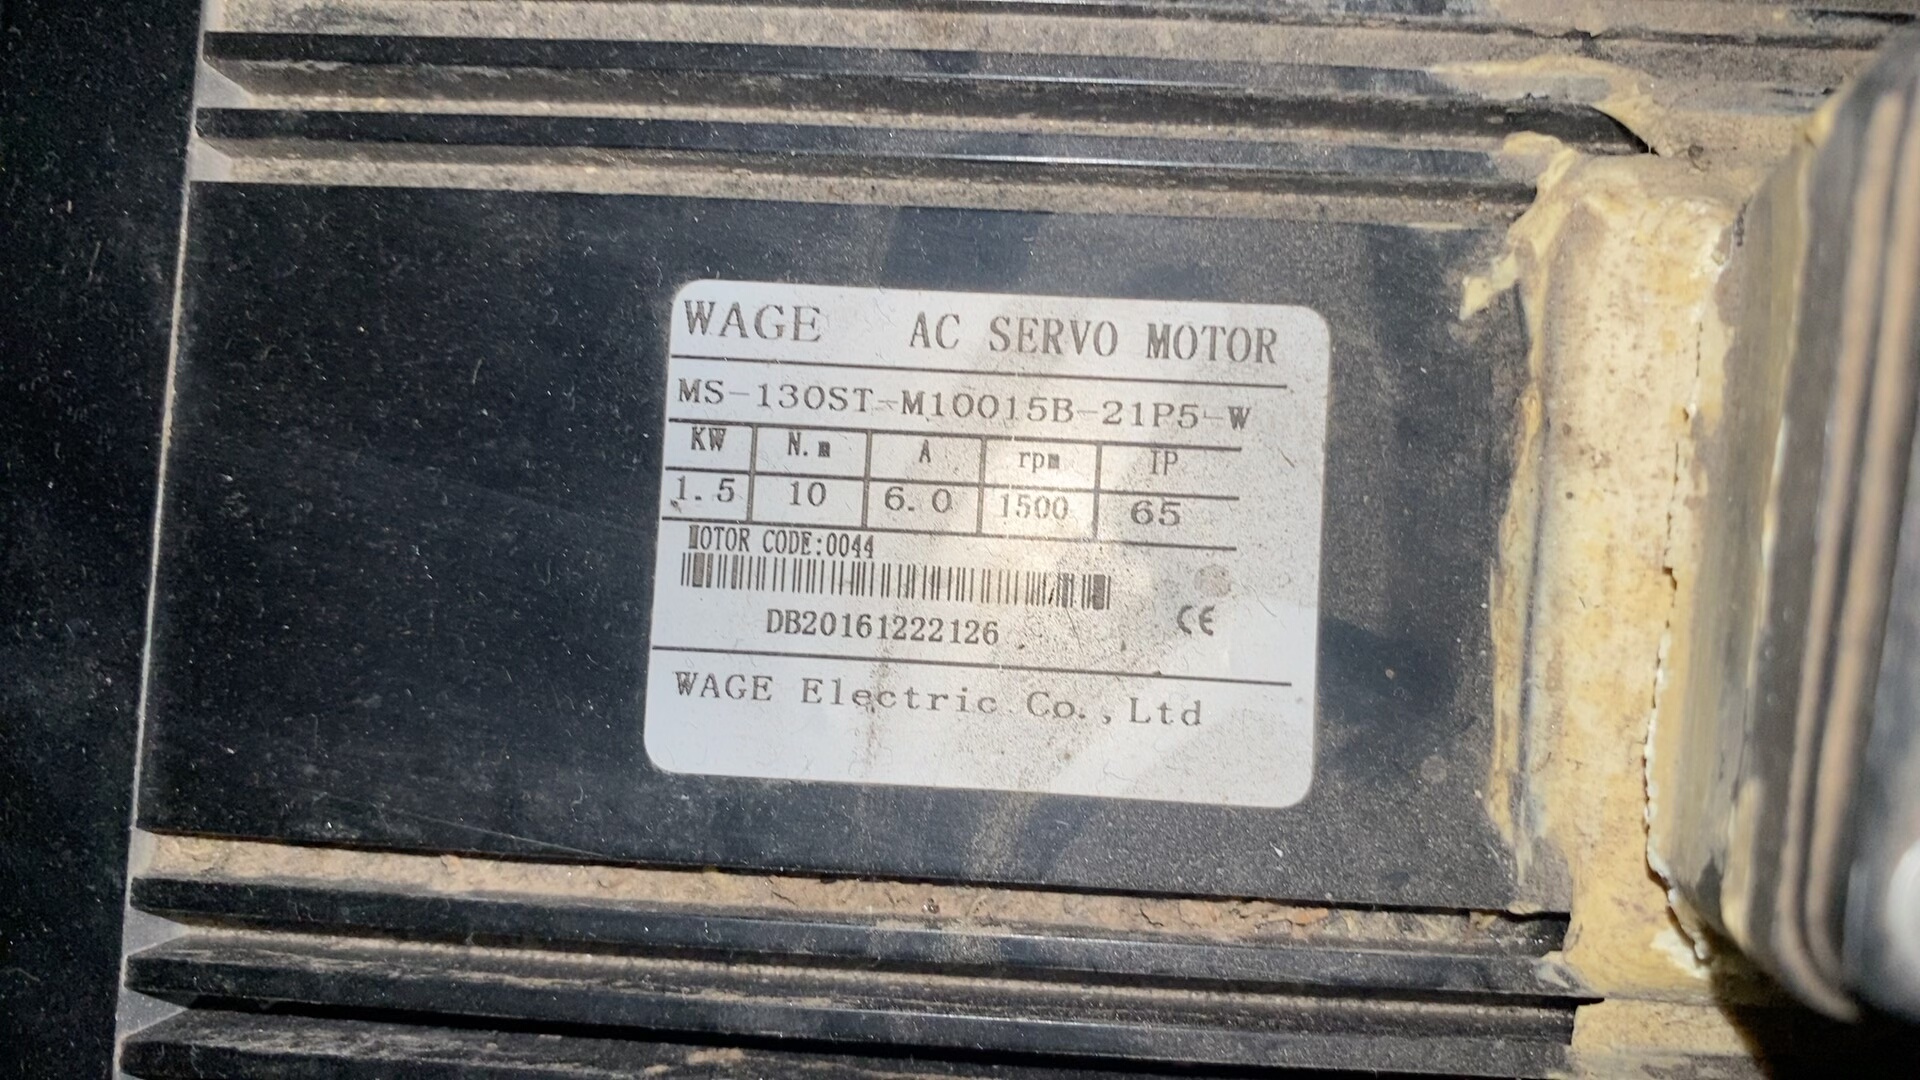 WAGE AC SERVO MOTOR
MS-130ST-M10015B-21P5-W
KW N.m A rpm IP
1.5 10 6.0 1500 65
MOTOR CODE:0044
DB20161222126
CE
WAGE Electric Co.,Ltd